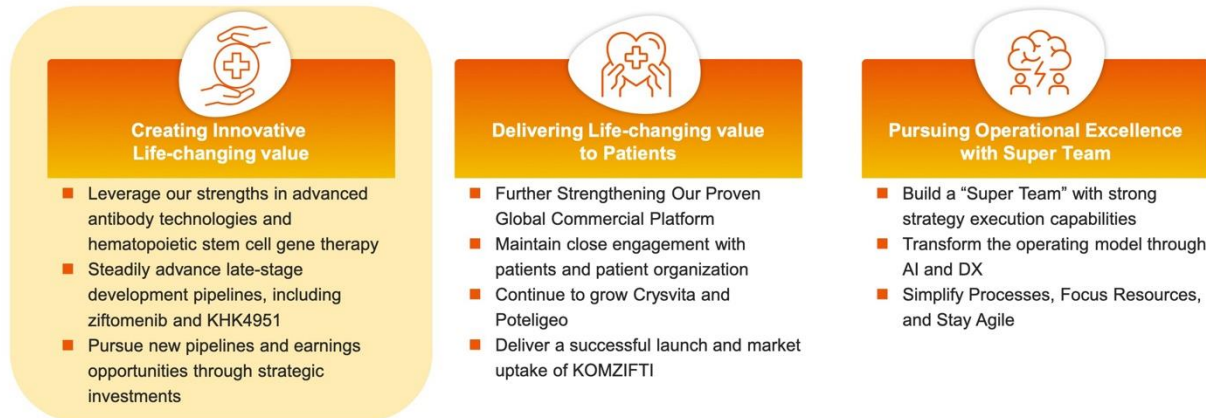 Creating Innovative
Life-changing value
■ Leverage our strengths in advanced
antibody technologies and
hematopoietic stem cell gene therapy
■ Steadily advance late-stage
development pipelines, including
ziftomenib and KHK4951
■ Pursue new pipelines and earnings
opportunities through strategic
investments
Delivering Life-changing value
to Patients
■ Further Strengthening Our Proven
Global Commercial Platform
■ Maintain close engagement with
patients and patient organization
■ Continue to grow Crysvita and
Poteligeo
■ Deliver a successful launch and market
uptake of KOMZIFTI
Pursuing Operational Excellence
with Super Team
■ Build a “Super Team” with strong
strategy execution capabilities
■ Transform the operating model through
AI and DX
■ Simplify Processes, Focus Resources,
and Stay Agile